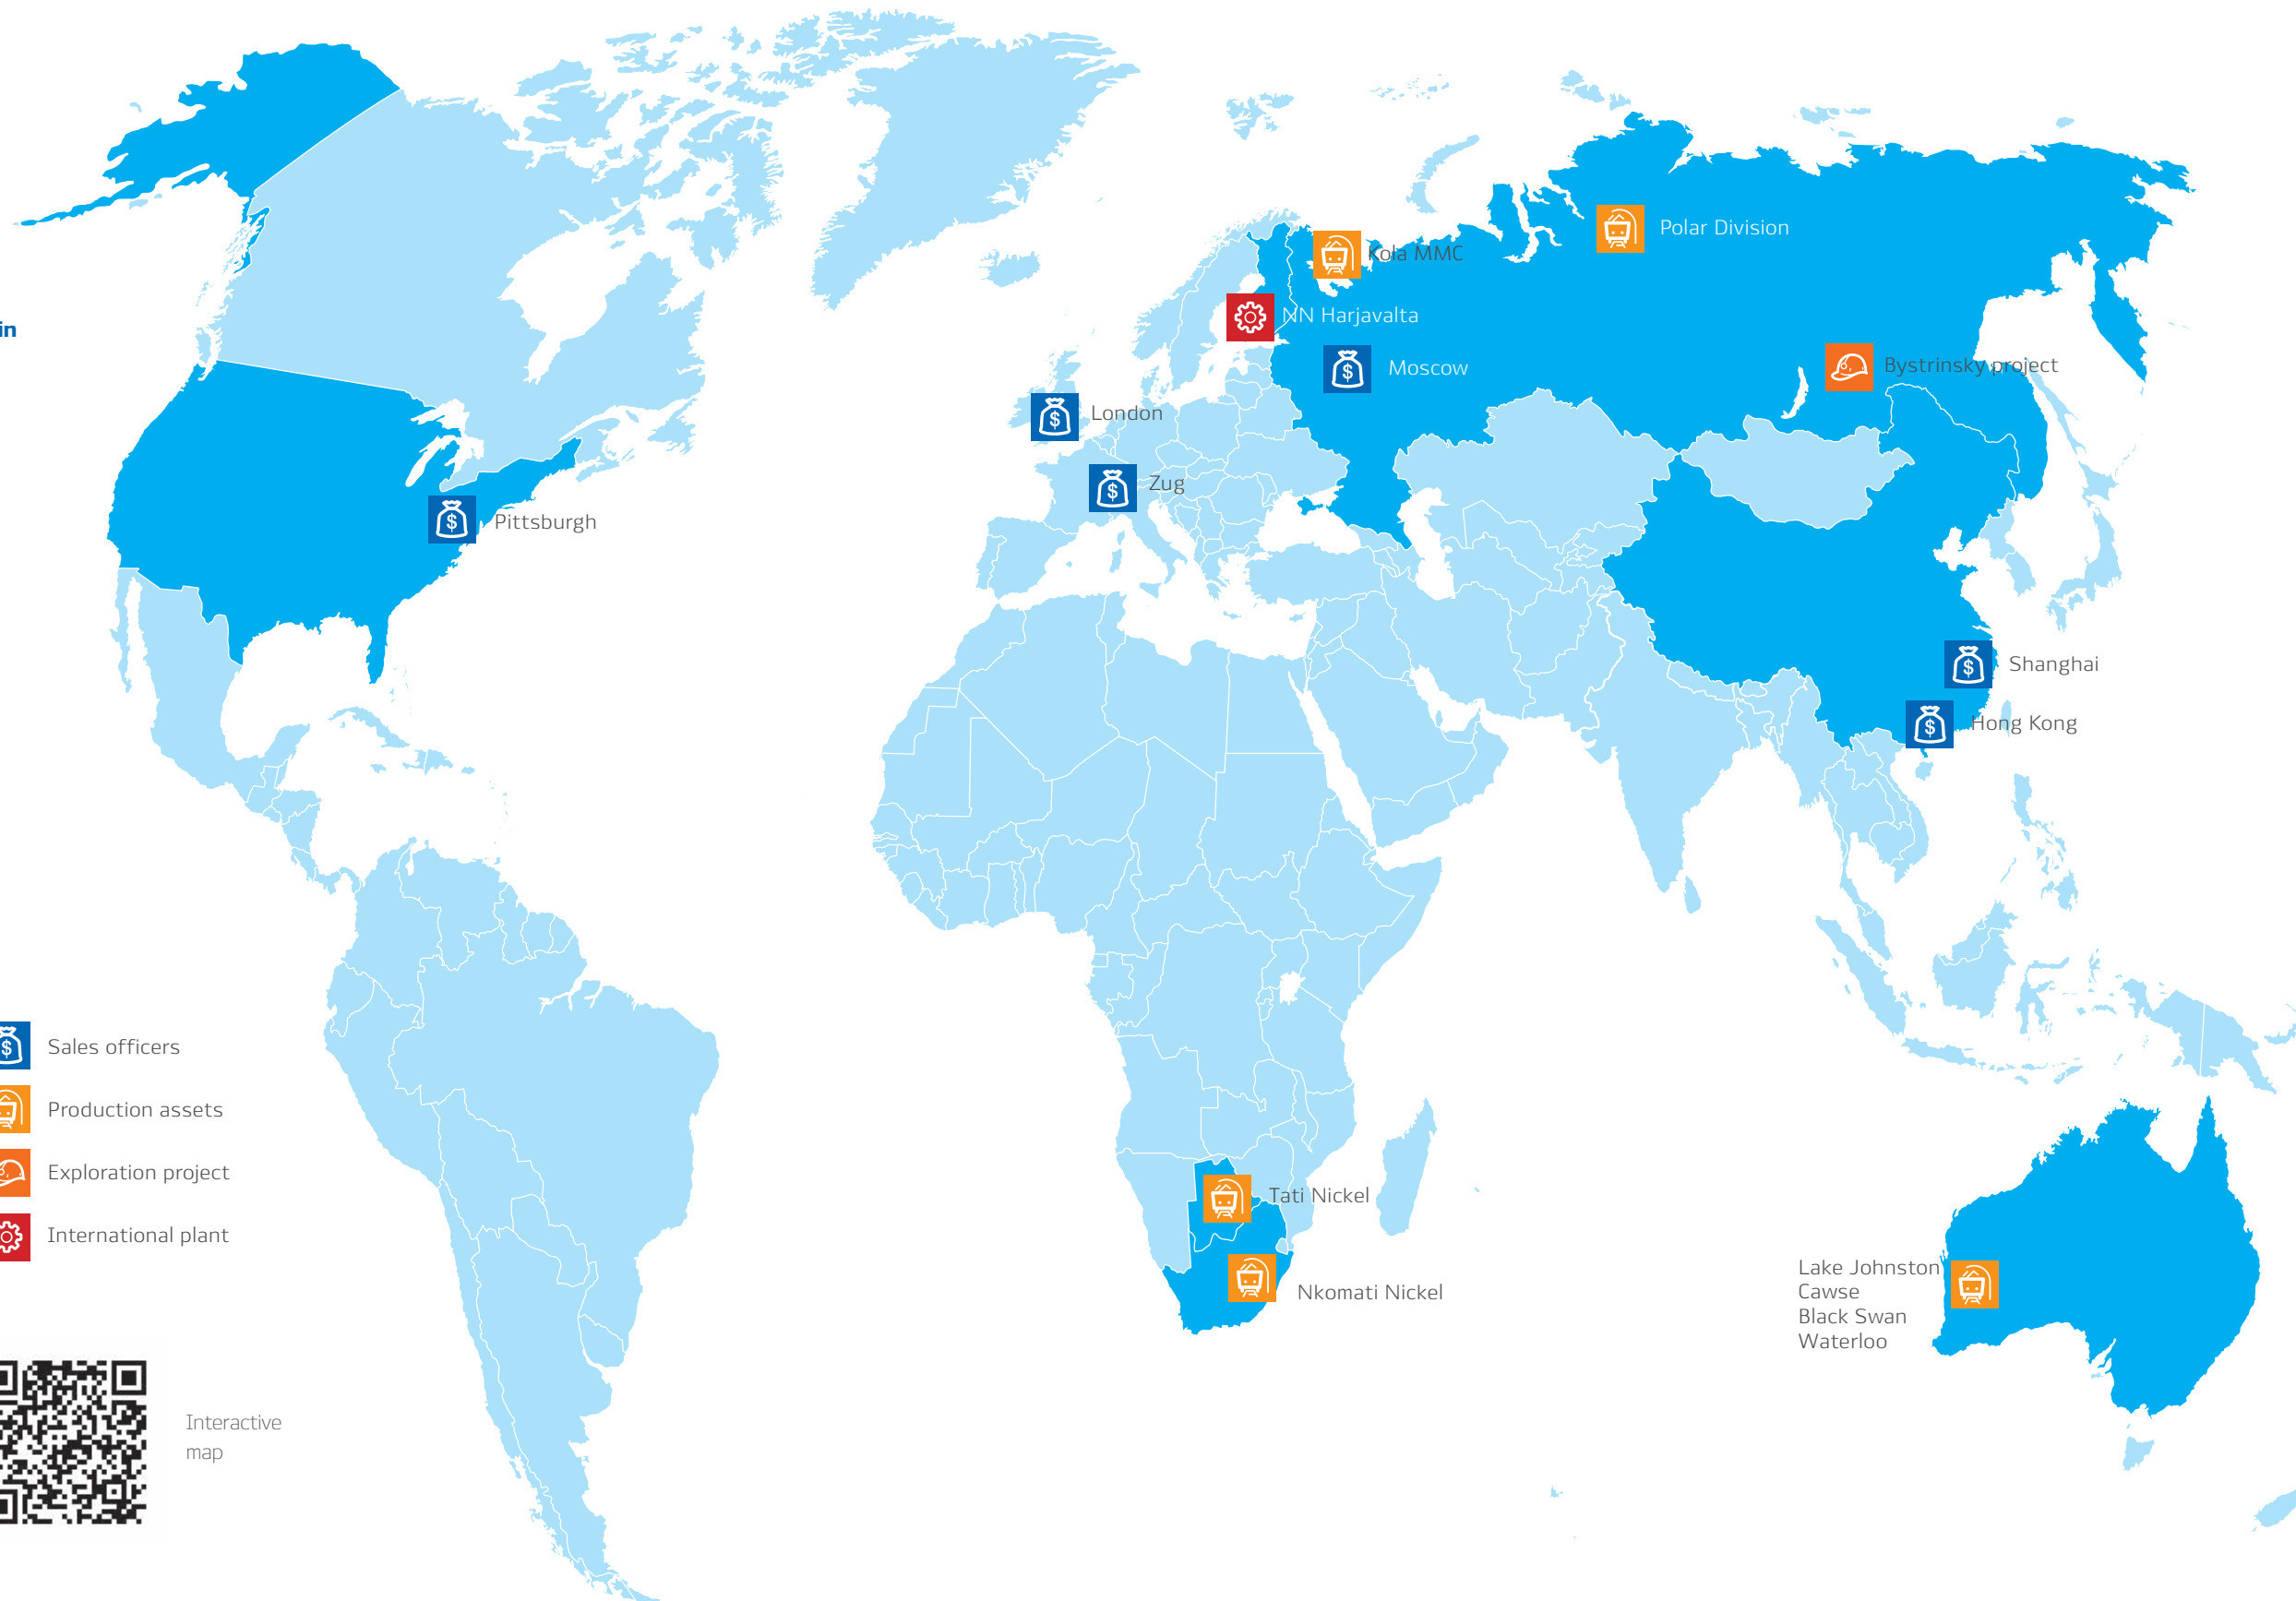 in
Polar Division
Kola MMC
NN Harjavalta
Moscow
Bystrinsky project
London
Zug
Pittsburgh
Shanghai
Hong Kong
Sales officers
Production assets
Exploration project
International plant
Tati Nickel
Nkomati Nickel
Lake Johnston
Cawse
Black Swan
Waterloo
Interactive
map